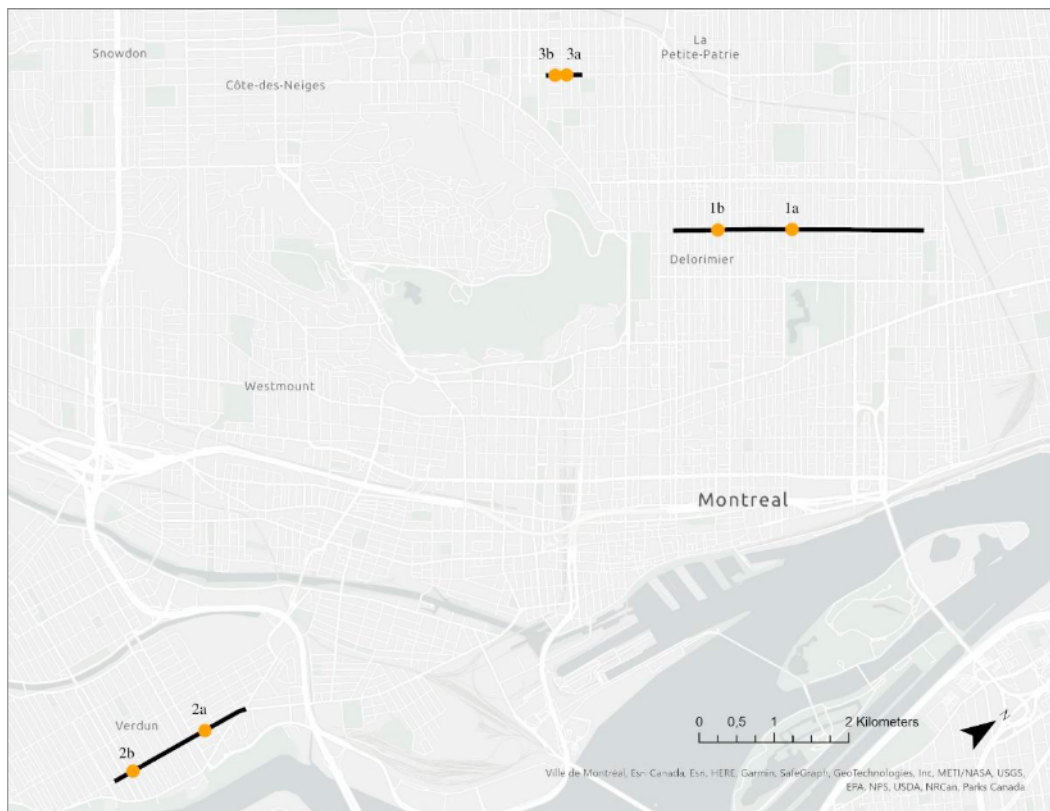 La
Petite-Patrie
3b 3a
Snowdon
Côte-des-Neiges
1b 1a
Delorimier
Westmount
Montreal
2a
Verdun
2b
0 0,5 1 2 Kilometers
N
Ville de Montréal, Esri Canada, Esri, HERE, Garmin, SafeGraph, GeoTechnologies, Inc, METI/NASA, USGS,
EPA, NPS, USDA, NRCan, Parks Canada